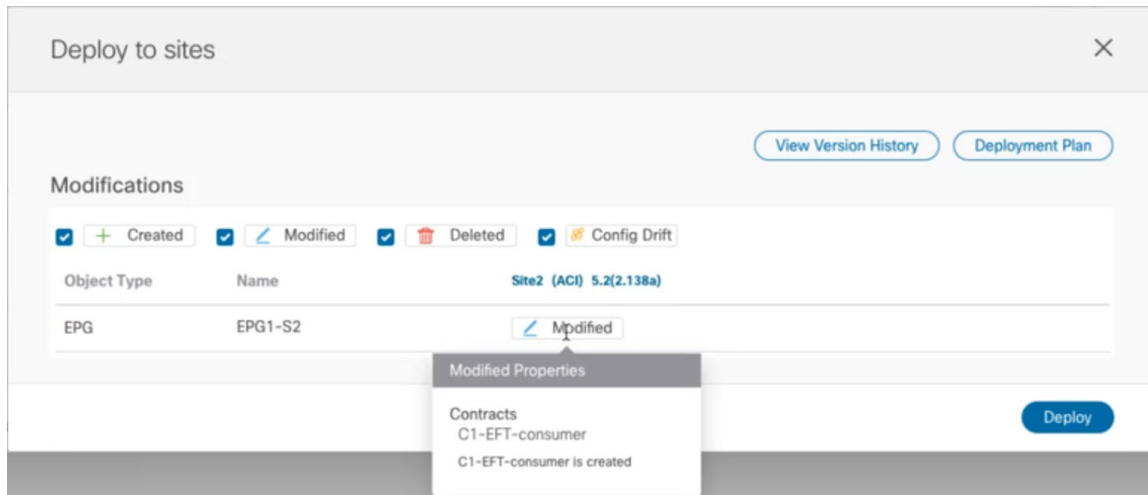 Deploy to sites
View Version History Deployment Plan
Modifications
Created Modified Deleted Config Drift
Object Type Name Site2 (ACI) 5.2(2.138a)
EPG EPG1-S2 Modified
Modified Properties
Contracts
C1-EFT-consumer
C1-EFT-consumer is created
Deploy